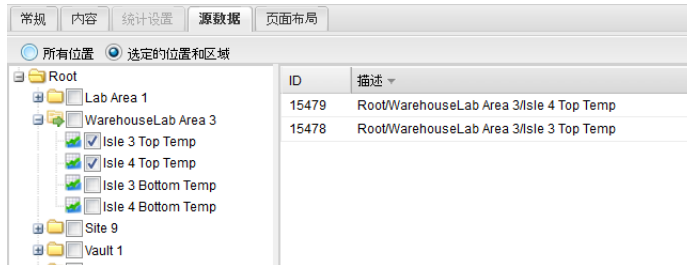 常规 内容 统计设置 源数据 页面布局
所有位置 选定的位置和区域
Root
Lab Area 1
WarehouseLab Area 3
Isle 3 Top Temp
Isle 4 Top Temp
Isle 3 Bottom Temp
Isle 4 Bottom Temp
Site 9
Vault 1
ID 描述
15479 Root/WarehouseLab Area 3/Isle 4 Top Temp
15478 Root/WarehouseLab Area 3/Isle 3 Top Temp